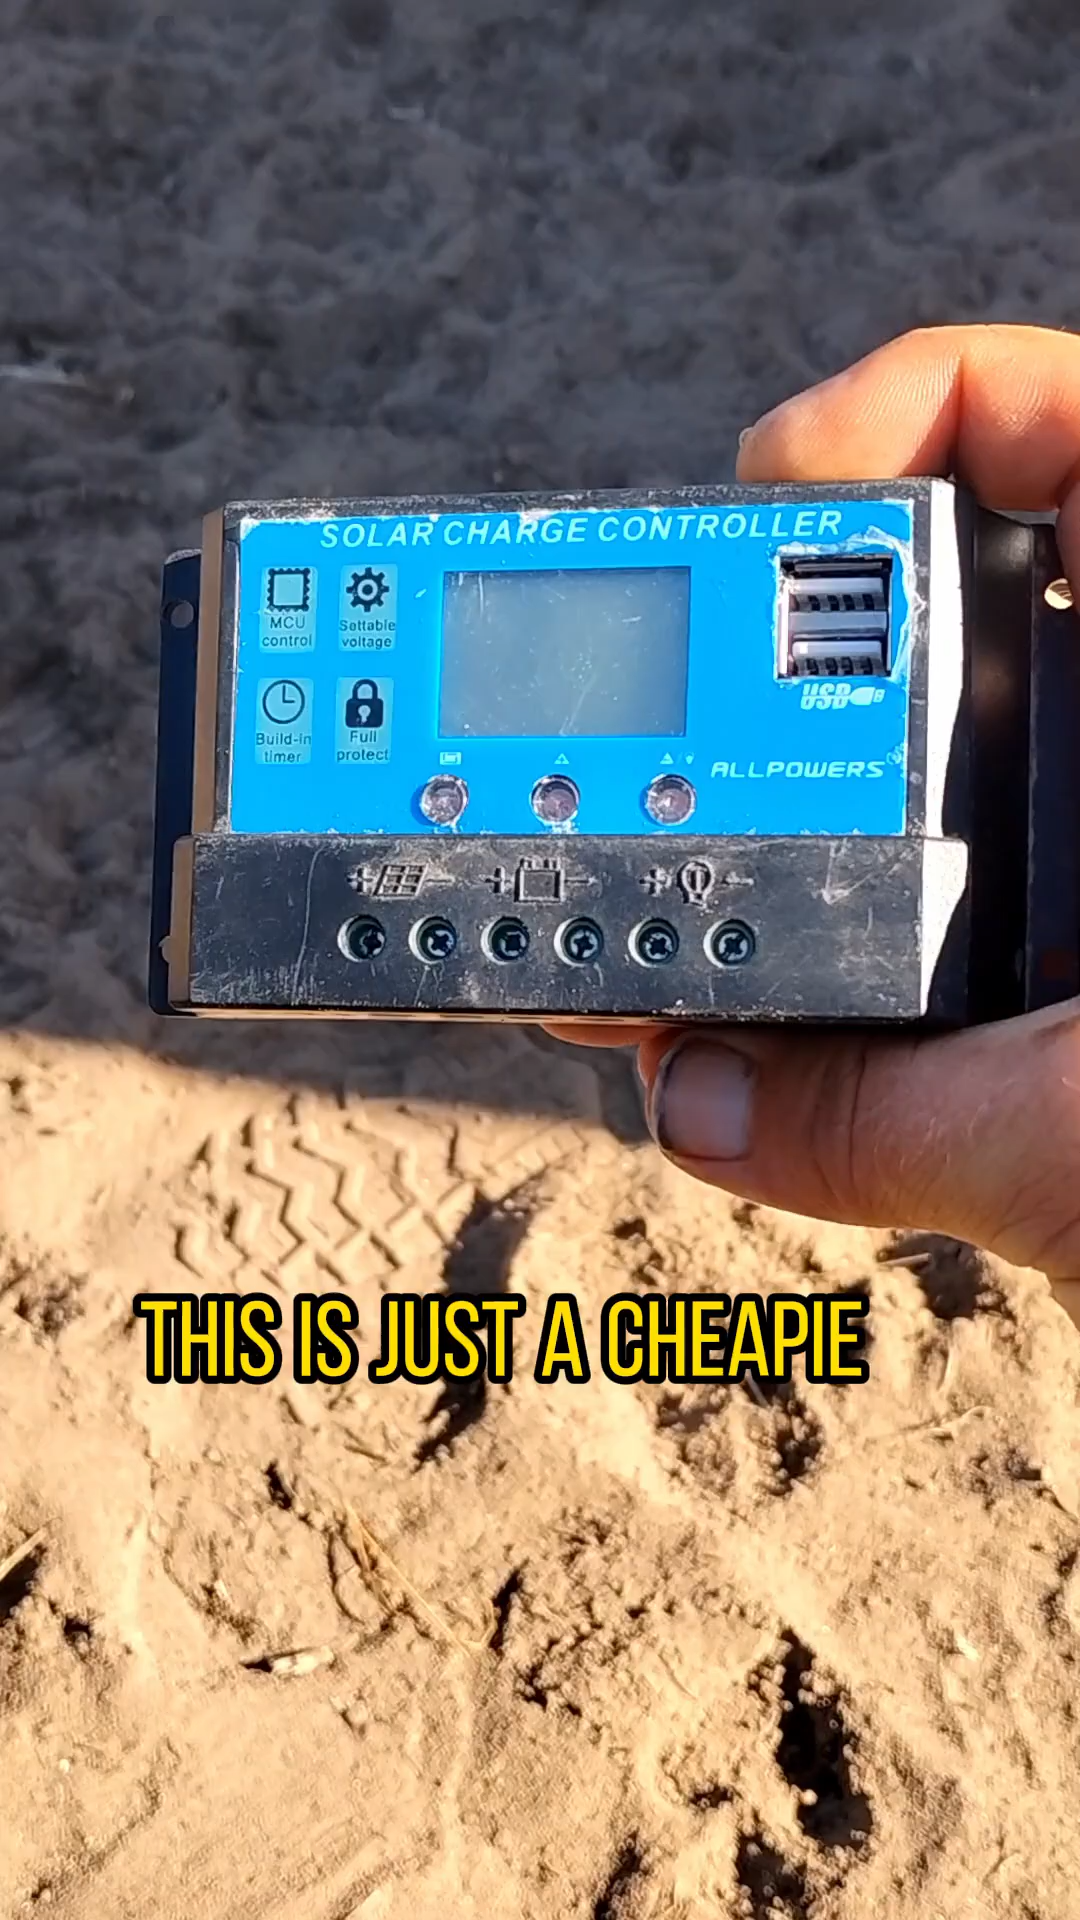 SOLAR CHARGE CONTROLLER
MCU
control
Settable
voltage
Build-in
timer
Full
protect
USB
ALLPOWERS
+ -
+ -
+ -
THIS IS JUST A CHEAPIE